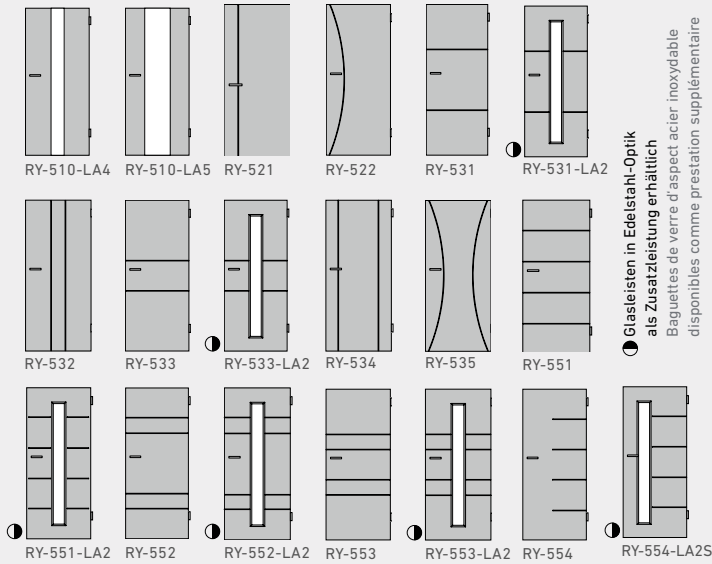 RY-510-LA4
RY-510-LA5
RY-521
RY-522
RY-531
RY-531-LA2
RY-532
RY-533
RY-533-LA2
RY-534
RY-535
RY-551
RY-551-LA2
RY-552
RY-552-LA2
RY-553
RY-553-LA2
RY-554
RY-554-LA2S
Glasleisten in Edelstahl-Optik
als Zusatzleistung erhältlich
Baguettes de verre d'aspect acier inoxydable
disponibles comme prestation supplémentaire